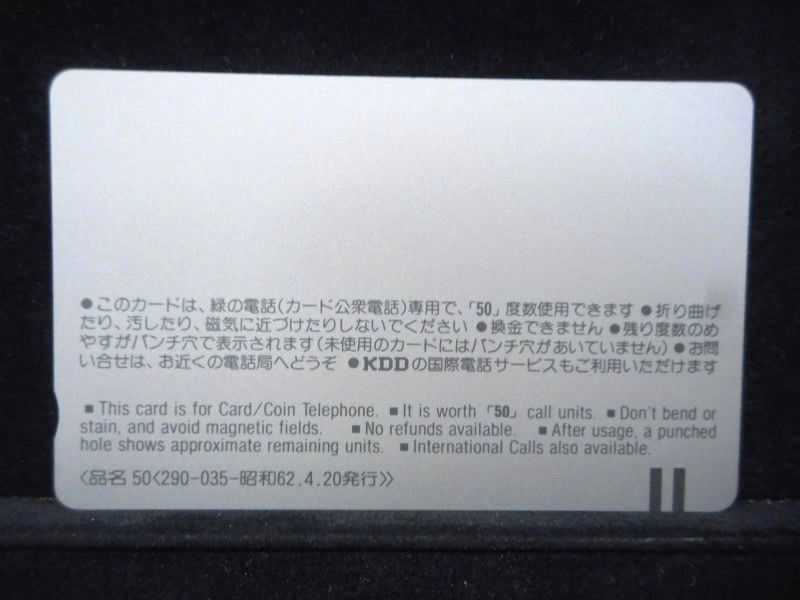 ●このカードは、緑の電話(カード公衆電話)専用で、「50」度数使用できます ●折り曲げ
たり、汚したり、磁気に近づけたりしないでください ●換金できません ●残り度数のめ
やすがパンチ穴で表示されます(未使用のカードにはパンチ穴があいていません) ●お問
い合せは、お近くの電話局へどうぞ ●KDDの国際電話サービスもご利用いただけます
■ This card is for Card/Coin Telephone. ■ It is worth「50」call units. ■ Don't bend or
stain, and avoid magnetic fields. ■ No refunds available. ■ After usage, a punched
hole shows approximate remaining units. ■ International Calls also available.
〈品名 50〈290-035-昭和62.4.20発行〉〉